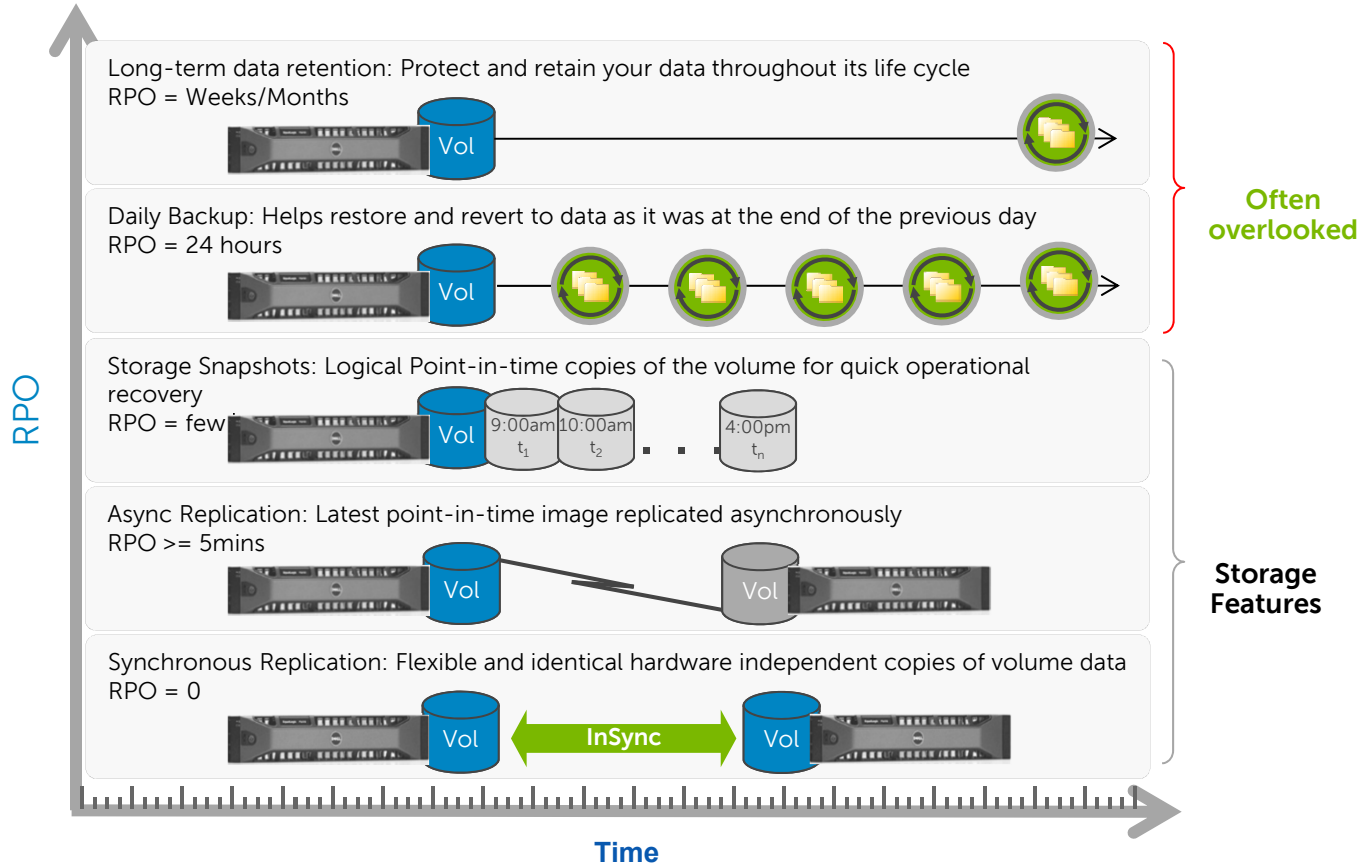 Long-term data retention: Protect and retain your data throughout its life cycle
RPO = Weeks/Months
Vol
Daily Backup: Helps restore and revert to data as it was at the end of the previous day
RPO = 24 hours
Vol
Often
overlooked
Storage Snapshots: Logical Point-in-time copies of the volume for quick operational
recovery
RPO = few
Vol
9:00am
t1
10:00am
t2
. . .
4:00pm
tn
RPO
Async Replication: Latest point-in-time image replicated asynchronously
RPO >= 5mins
Vol
Vol
Storage
Features
Synchronous Replication: Flexible and identical hardware independent copies of volume data
RPO = 0
Vol
InSync
Vol
Time